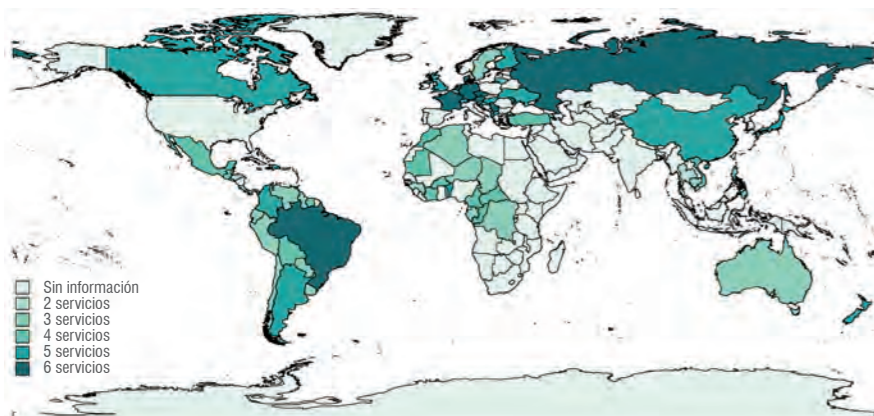 Sin información
2 servicios
3 servicios
4 servicios
5 servicios
6 servicios